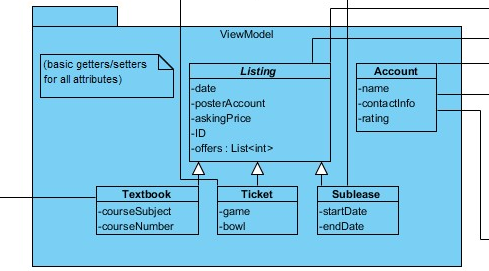 ViewModel
(basic getters/setters
for all attributes)
Listing
-date
-posterAccount
-askingPrice
-ID
-offers : List<int>
Account
-name
-contactInfo
-rating
Textbook
-courseSubject
-courseNumber
Ticket
-game
-bowl
Sublease
-startDate
-endDate